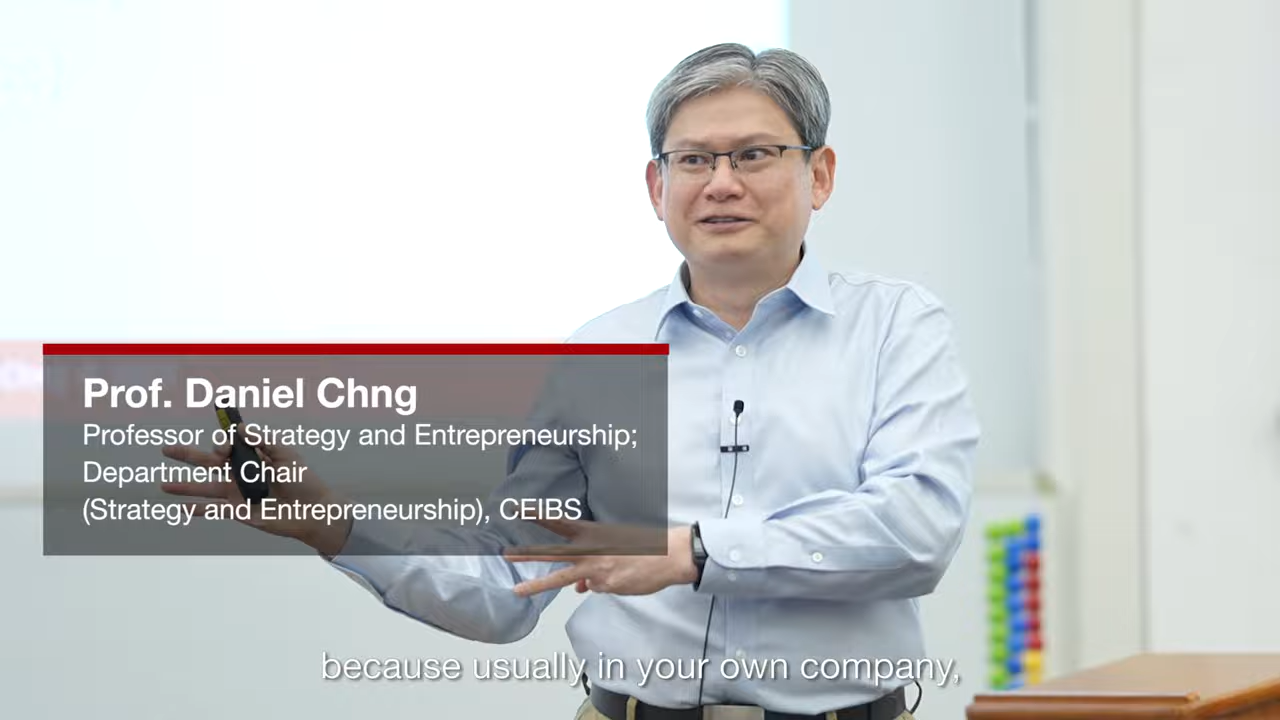 Prof. Daniel Chng
Professor of Strategy and Entrepreneurship;
Department Chair
(Strategy and Entrepreneurship), CEIBS
because usually in your own company,